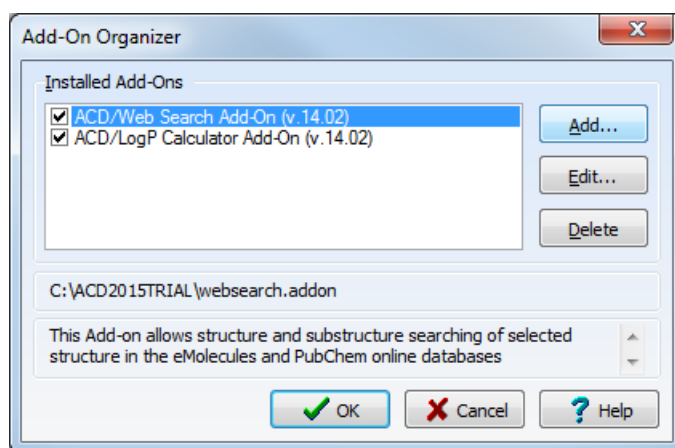 Add-On Organizer
Installed Add-Ons
ACD/Web Search Add-On (v.14.02)
ACD/LogP Calculator Add-On (v.14.02)
Add...
Edit...
Delete
C:\ACD2015TRIAL\websearch.addon
This Add-on allows structure and substructure searching of selected
structure in the eMolecules and PubChem online databases
OK
Cancel
Help